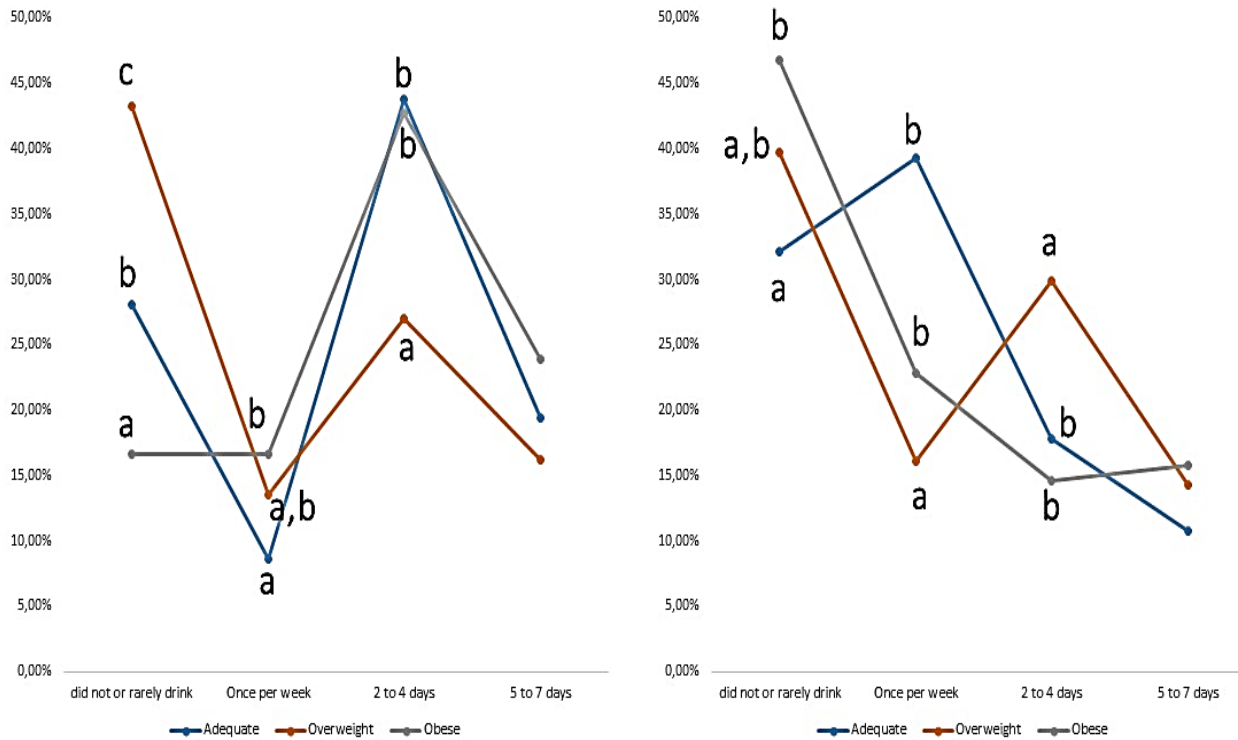 50,00%
45,00%
40,00%
35,00%
30,00%
25,00%
20,00%
15,00%
10,00%
5,00%
0,00%
c
b
b
b
a
b
a
a,b
a
did not or rarely drink Once per week 2 to 4 days 5 to 7 days
Adequate Overweight Obese
50,00%
45,00%
40,00%
35,00%
30,00%
25,00%
20,00%
15,00%
10,00%
5,00%
0,00%
b
a,b
b
a
a
b
b
a
b
did not or rarely drink Once per week 2 to 4 days 5 to 7 days
Adequate Overweight Obese